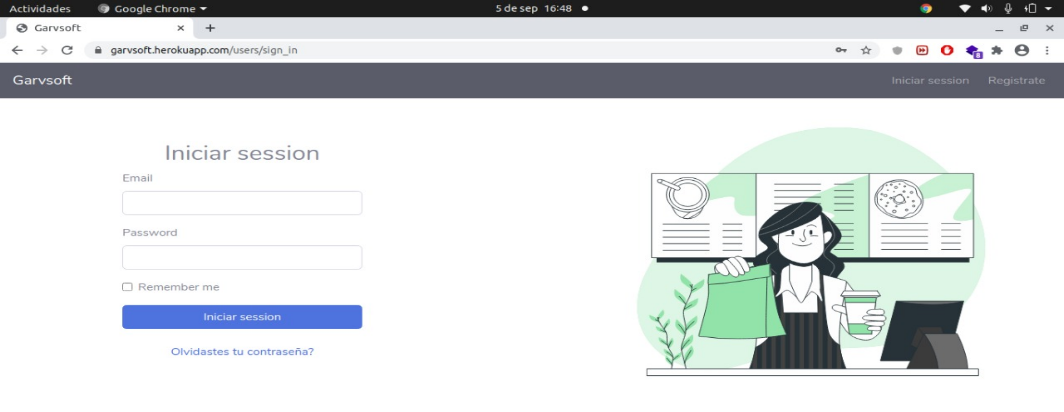 Actividades Google Chrome 5 de sep 16:48
Garvsoft
garvsoft.herokuapp.com/users/sign_in
8
Garvsoft Iniciar session Registrate
Iniciar session
Email
Password
Remember me
Iniciar session
Olvidastes tu contraseña?